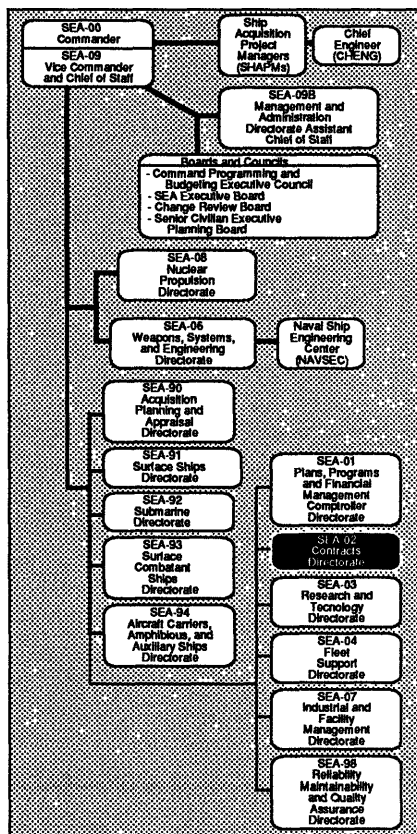 SEA-00
Commander
SEA-09
Vice Commander
and Chief of Staff
Ship
Acquisition
Project
Managers
(SHAPMs)
Chief
Engineer
(CHENG)
SEA-09B
Management and
Administration
Directorate Assistant
Chief of Staff
Boards and Councils
- Command Programming and
Budgeting Executive Council
- SEA Executive Board
- Change Review Board
- Senior Civilian Executive
Planning Board
SEA-08
Nuclear
Propulsion
Directorate
SEA-06
Weapons, Systems,
and Engineering
Directorate
Naval Ship
Engineering
Center
(NAVSEC)
SEA-90
Acquisition
Planning and
Appraisal
Directorate
SEA-91
Surface Ships
Directorate
SEA-92
Submarine
Directorate
SEA-93
Surface
Combatant
Ships
Directorate
SEA-94
Aircraft Carriers,
Amphibious, and
Auxiliary Ships
Directorate
SEA-01
Plans, Programs
and Financial
Management
Comptroller
Directorate
SEA-02
Contracts
Directorate
SEA-03
Research and
Tecnology
Directorate
SEA-04
Fleet
Support
Directorate
SEA-07
Industrial and
Facility
Management
Directorate
SEA-98
Reliability
Maintainability
and Quality
Assurance
Directorate